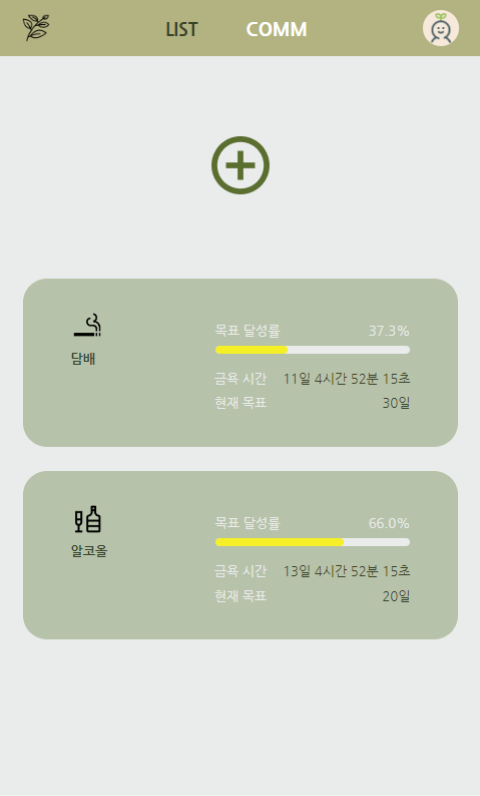 LIST COMM
담배
목표 달성률 37.3%
금욕 시간 11일 4시간 52분 15초
현재 목표 30일
알코올
목표 달성률 66.0%
금욕 시간 13일 4시간 52분 15초
현재 목표 20일